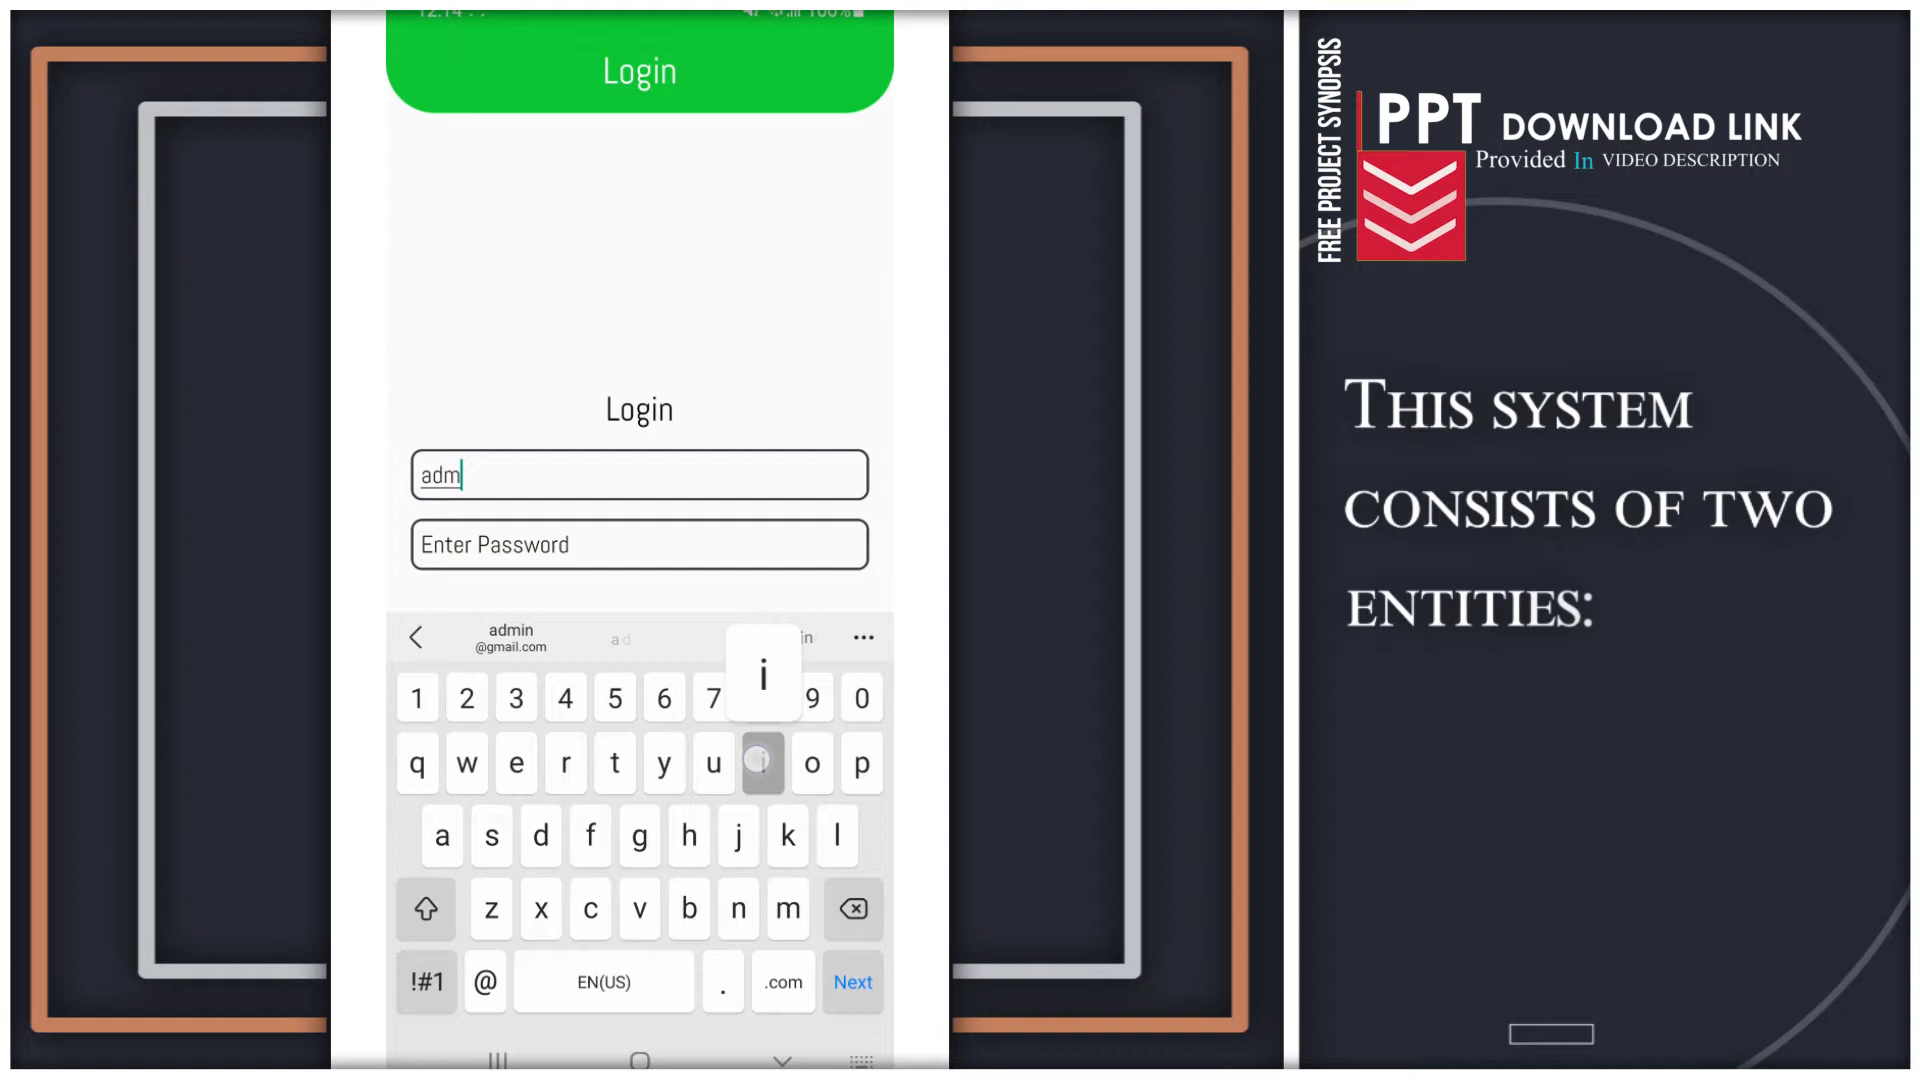 Login
Login
adm
Enter Password
admin
@gmail.com
ad
in
i
1 2 3 4 5 6 7 9 0
q w e r t y u i o p
a s d f g h j k l
z x c v b n m
!#1 @ EN(US) . .com Next
FREE PROJECT SYNOPSIS
PPT DOWNLOAD LINK
Provided In VIDEO DESCRIPTION
THIS SYSTEM
CONSISTS OF TWO
ENTITIES: